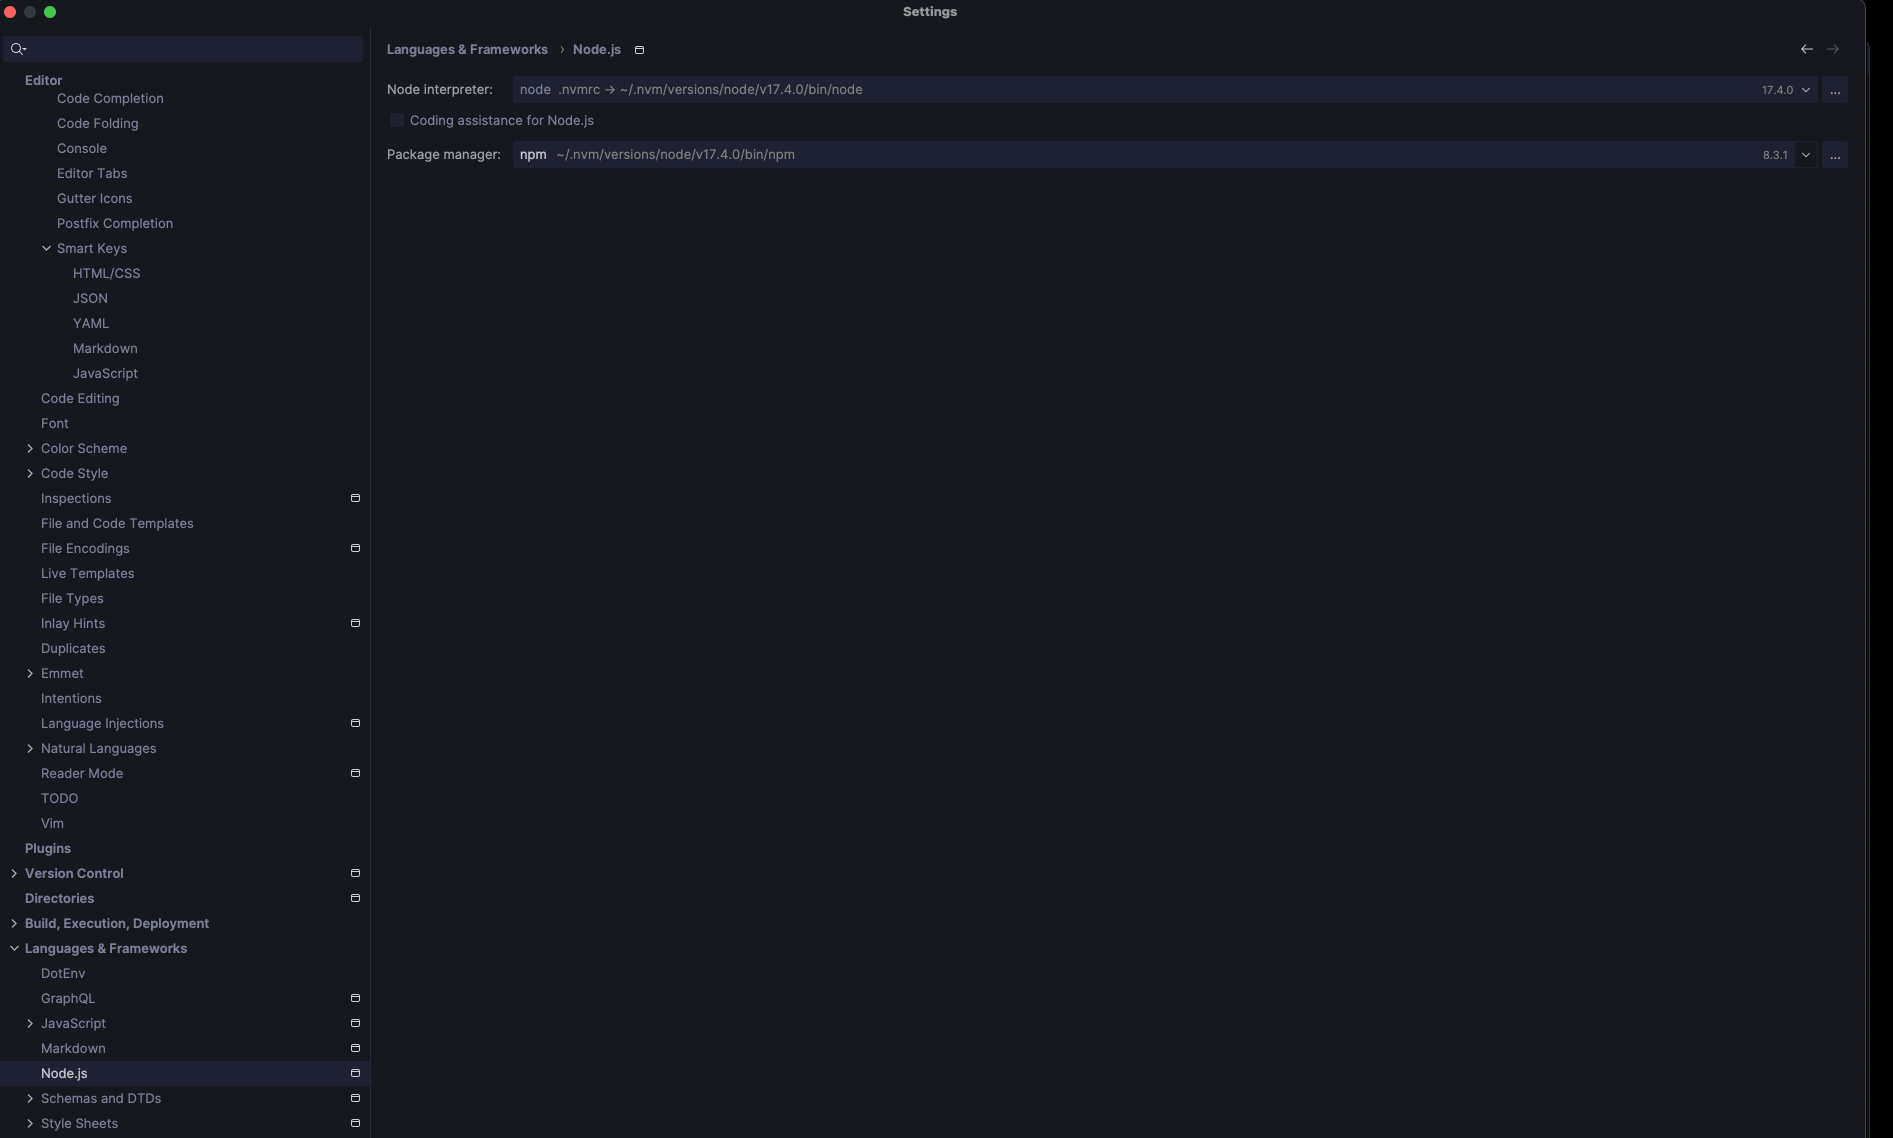 Settings
Editor
Code Completion
Code Folding
Console
Editor Tabs
Gutter Icons
Postfix Completion
Smart Keys
HTML/CSS
JSON
YAML
Markdown
JavaScript
Code Editing
Font
Color Scheme
Code Style
Inspections
File and Code Templates
File Encodings
Live Templates
File Types
Inlay Hints
Duplicates
Emmet
Intentions
Language Injections
Natural Languages
Reader Mode
TODO
Vim
Plugins
Version Control
Directories
Build, Execution, Deployment
Languages & Frameworks
DotEnv
GraphQL
JavaScript
Markdown
Node.js
Schemas and DTDs
Style Sheets
Languages & Frameworks › Node.js
Node interpreter: node .nvmrc → ~/.nvm/versions/node/v17.4.0/bin/node 17.4.0 ...
Coding assistance for Node.js
Package manager: npm ~/.nvm/versions/node/v17.4.0/bin/npm 8.3.1 ...